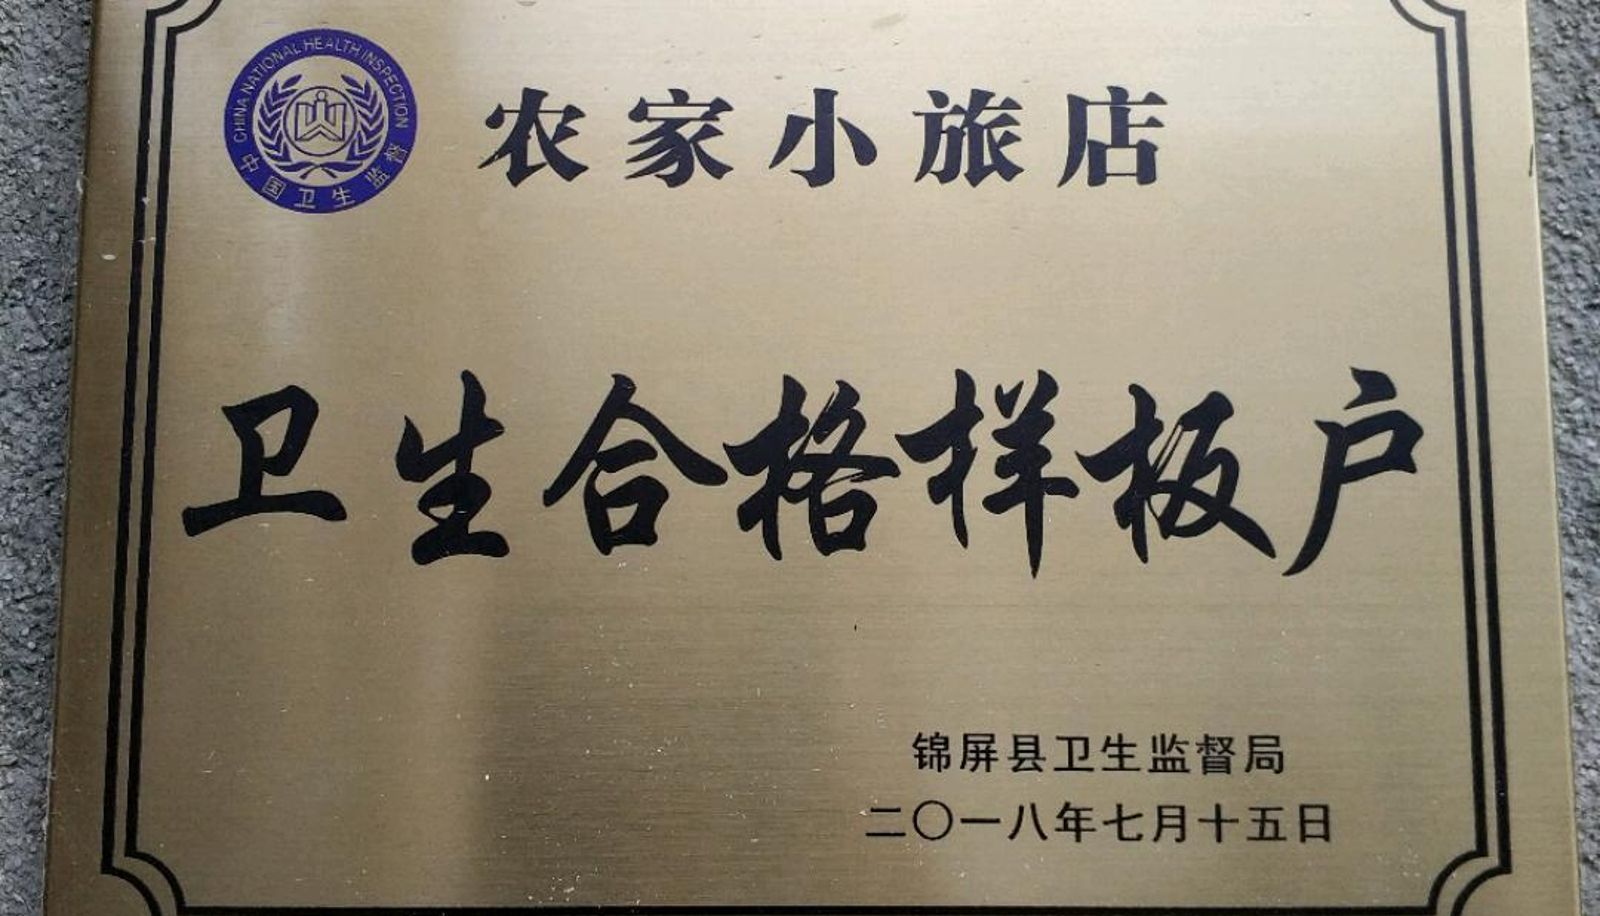 CHINA NATIONAL HEALTH INSPECTION
中国卫生监督
农家小旅店
卫生合格样板户
锦屏县卫生监督局
二〇一八年七月十五日